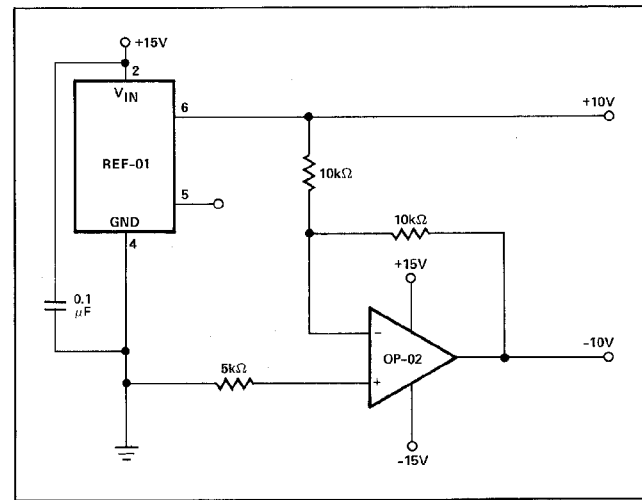 +15V
2
VIN
6
+10V
REF-01
10kΩ
5
10kΩ
GND
4
+15V
0.1
μF
−
OP-02
-10V
5kΩ
+
-15V